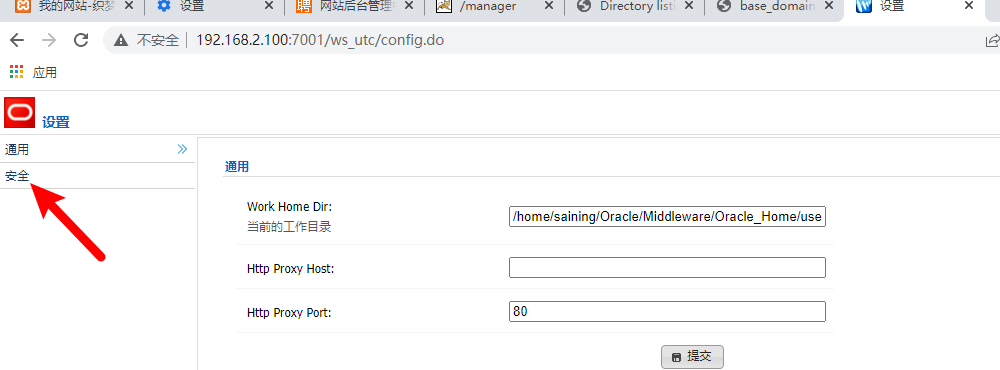 我的网站-织梦
设置
网站后台管理
/manager
Directory listi
base_domain
设置
不安全 192.168.2.100:7001/ws_utc/config.do
应用
设置
通用
安全
通用
Work Home Dir:
当前的工作目录
/home/saining/Oracle/Middleware/Oracle_Home/use
Http Proxy Host:
Http Proxy Port:
80
提交